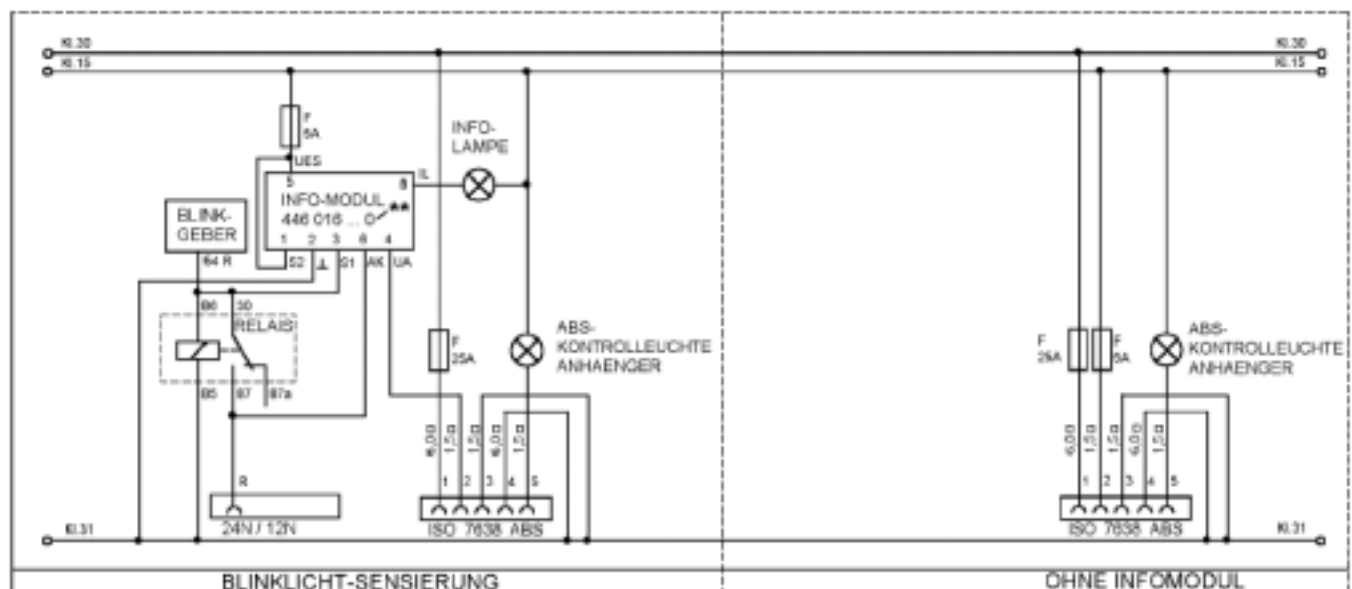 Kl.30
Kl.15
Kl.30
Kl.15
F
5A
UES
INFO-
LAMPE
IL
5
8
INFO-MODUL
446 016 ... 0 **
1 2 3 6 4
S2 ⊥ S1 AK UA
BLINK-
GEBER
54 R
86 30
RELAIS
85 87 87a
F
25A
ABS-
KONTROLLEUCHTE
ANHAENGER
F
25A
F
5A
ABS-
KONTROLLEUCHTE
ANHAENGER
6,0¤ 1,5¤ 1,5¤ 6,0¤ 1,5¤
6,0¤ 1,5¤ 1,5¤ 6,0¤ 1,5¤
R
1 2 3 4 5
1 2 3 4 5
24N / 12N
ISO 7638 ABS
ISO 7638 ABS
Kl.31
Kl.31
BLINKLICHT-SENSIERUNG
OHNE INFOMODUL